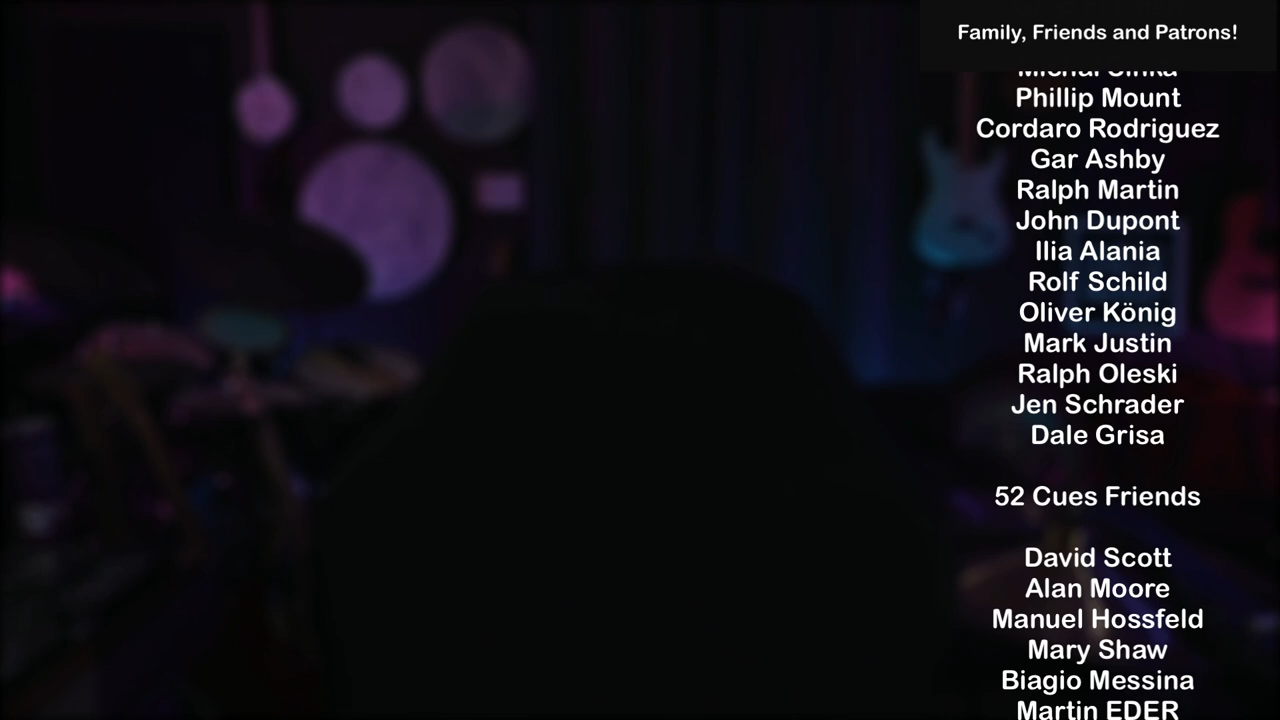 Family, Friends and Patrons!
Phillip Mount
Cordaro Rodriguez
Gar Ashby
Ralph Martin
John Dupont
Ilia Alania
Rolf Schild
Oliver König
Mark Justin
Ralph Oleski
Jen Schrader
Dale Grisa
52 Cues Friends
David Scott
Alan Moore
Manuel Hossfeld
Mary Shaw
Biagio Messina
Martin EDER